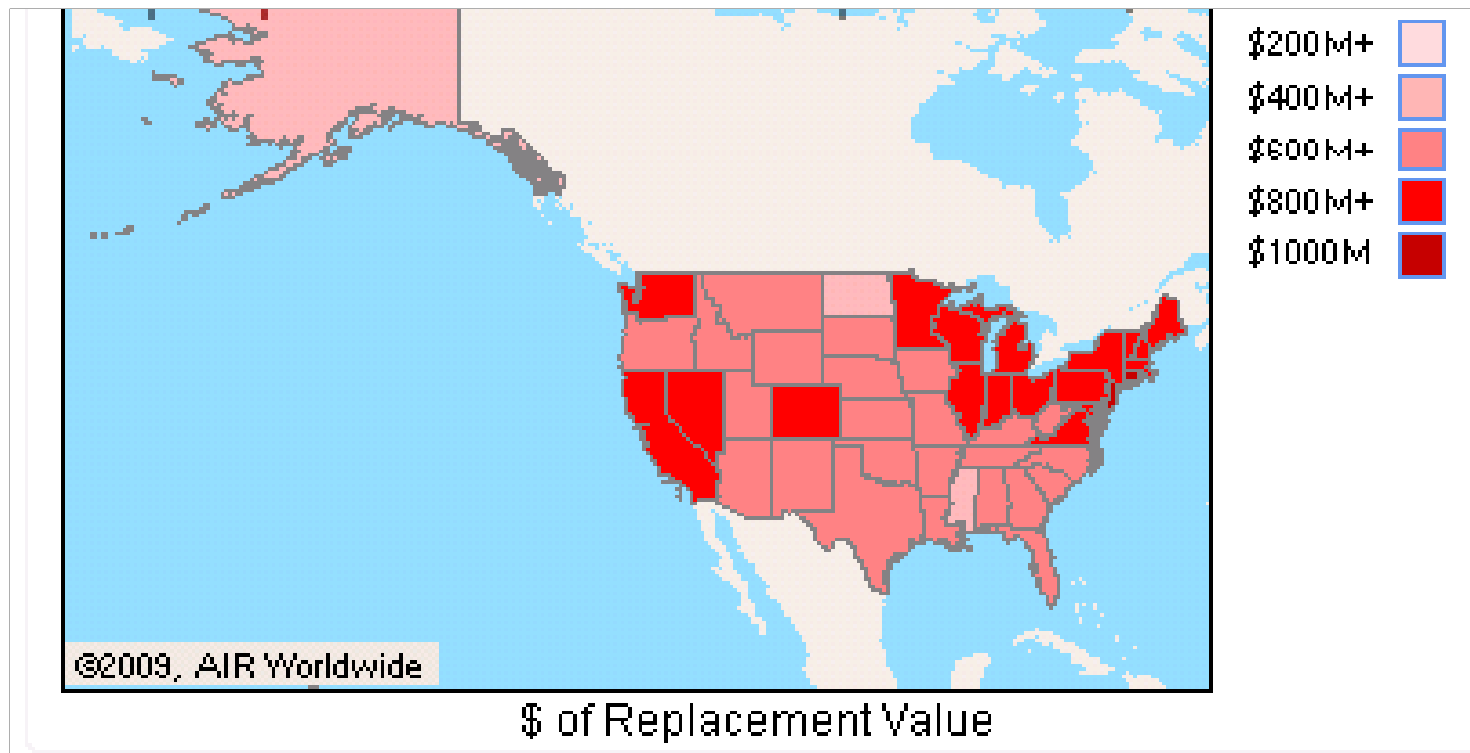 $200M+
$400M+
$600M+
$800M+
$1000M
©2009, AIR Worldwide
$ of Replacement Value